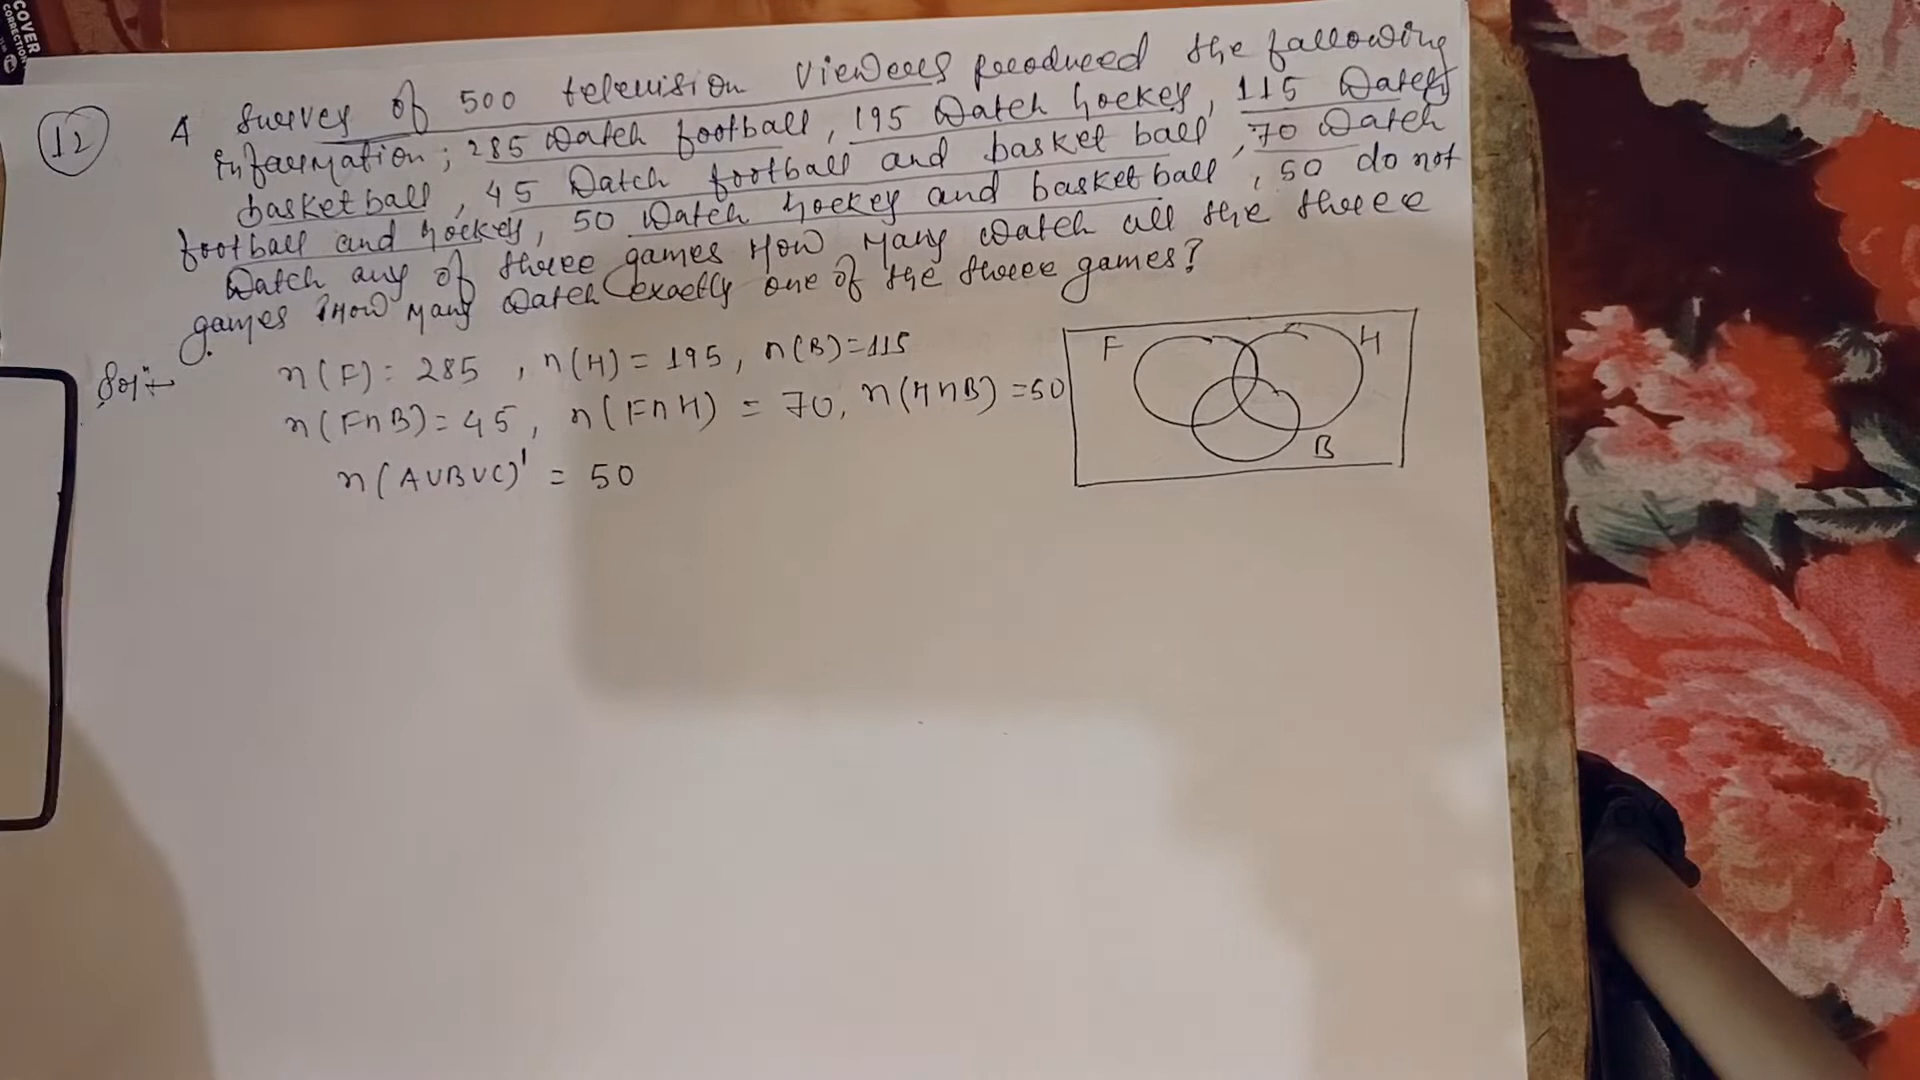 COVER
CORRECTION
12
A survey of 500 television viewers produced the following
information; 285 watch football, 195 watch hockey, 115 watch
basketball, 45 watch football and basket ball, 70 watch
football and hockey, 50 watch hockey and basketball, 50 do not
watch any of three games How many watch all the three
games ? How many watch exactly one of the three games?
Solⁿ:→
n(F) = 285 , n(H) = 195, n(B)=115
n(F∩B)=45, n(F∩H) = 70, n(H∩B) =50
n(A∪B∪C)' = 50
F H
B